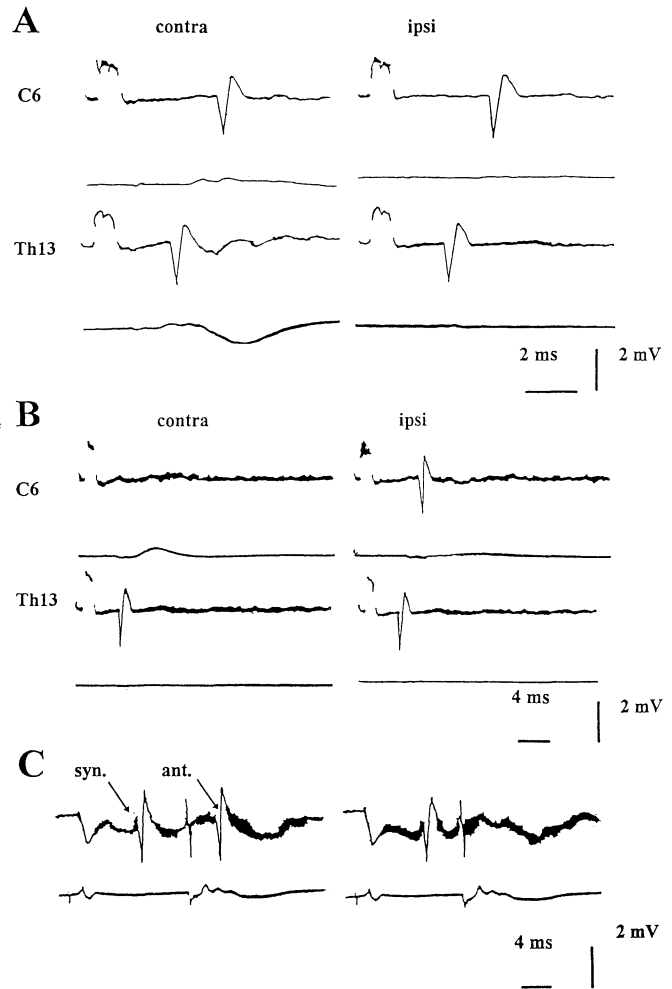 A
contra ipsi
C6
Th13
2 ms 2 mV
B
contra ipsi
C6
Th13
4 ms
2 mV
C
syn. ant.
2 mV
4 ms